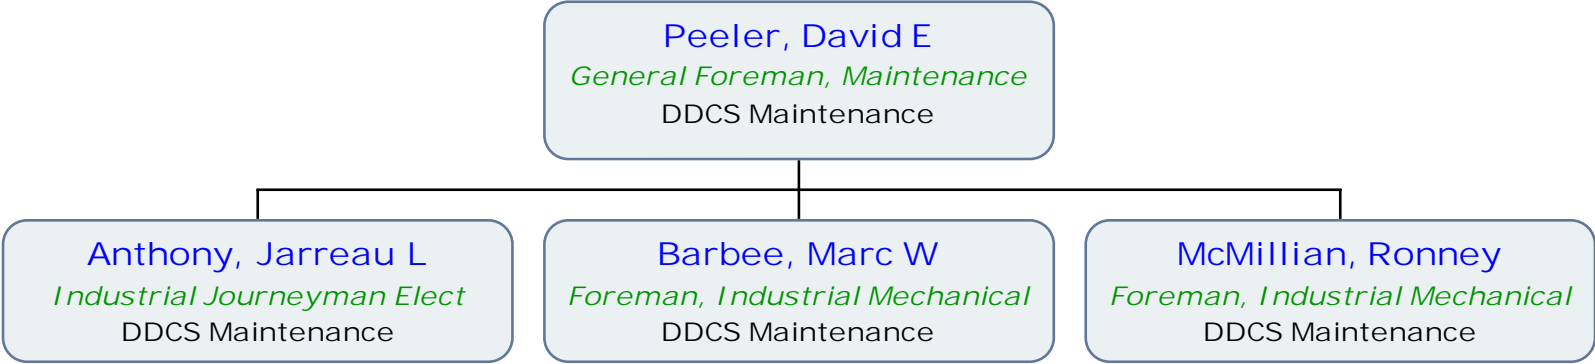 Peeler, David E
General Foreman, Maintenance
DDCS Maintenance
Anthony, Jarreau L
Industrial Journeyman Elect
DDCS Maintenance
Barbee, Marc W
Foreman, Industrial Mechanical
DDCS Maintenance
McMillian, Ronney
Foreman, Industrial Mechanical
DDCS Maintenance